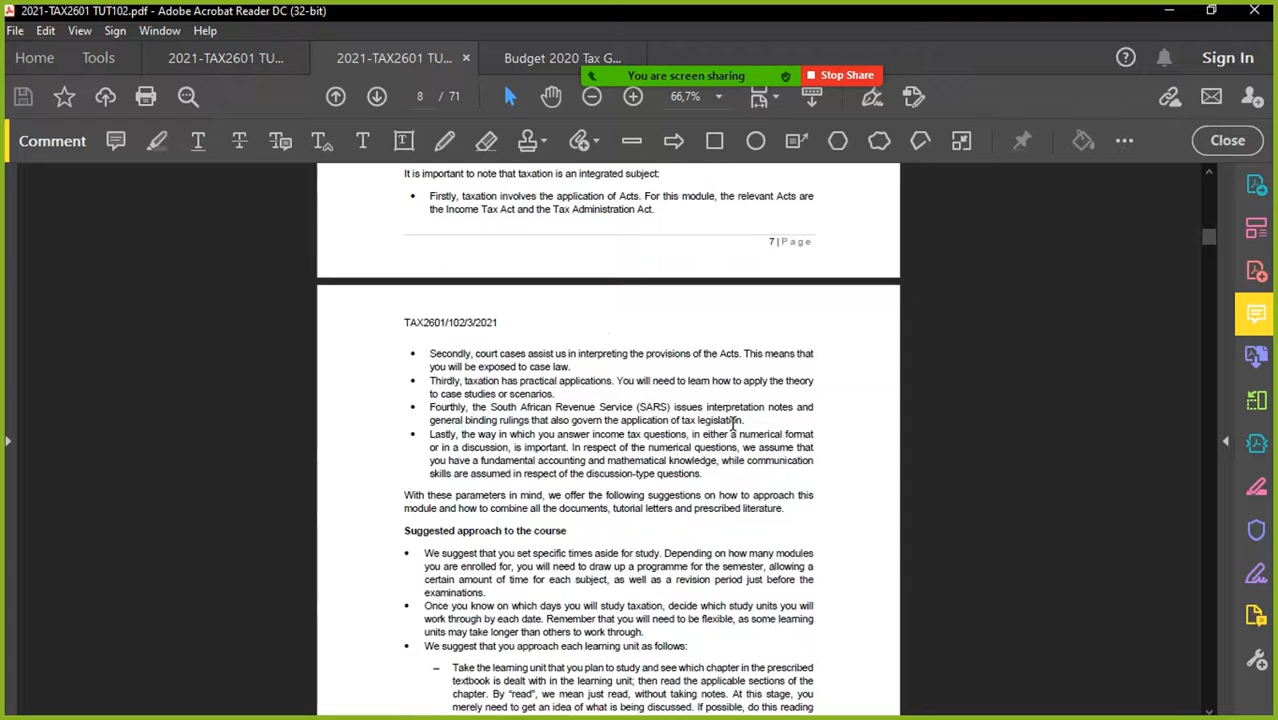 2021-TAX2601 TUT102.pdf - Adobe Acrobat Reader DC (32-bit)
File Edit View Sign Window Help
Home Tools 2021-TAX2601 TU... 2021-TAX2601 TU... × Budget 2020 Tax G... Sign In
You are screen sharing Stop Share
8 / 71 66,7%
Comment Close
It is important to note that taxation is an integrated subject:
• Firstly, taxation involves the application of Acts. For this module, the relevant Acts are
the Income Tax Act and the Tax Administration Act.
7 | Page
TAX2601/102/3/2021
• Secondly, court cases assist us in interpreting the provisions of the Acts. This means that
you will be exposed to case law.
• Thirdly, taxation has practical applications. You will need to learn how to apply the theory
to case studies or scenarios.
• Fourthly, the South African Revenue Service (SARS) issues interpretation notes and
general binding rulings that also govern the application of tax legislation.
• Lastly, the way in which you answer income tax questions, in either a numerical format
or in a discussion, is important. In respect of the numerical questions, we assume that
you have a fundamental accounting and mathematical knowledge, while communication
skills are assumed in respect of the discussion-type questions.
With these parameters in mind, we offer the following suggestions on how to approach this
module and how to combine all the documents, tutorial letters and prescribed literature.
Suggested approach to the course
• We suggest that you set specific times aside for study. Depending on how many modules
you are enrolled for, you will need to draw up a programme for the semester, allowing a
certain amount of time for each subject, as well as a revision period just before the
examinations.
• Once you know on which days you will study taxation, decide which study units you will
work through by each date. Remember that you will need to be flexible, as some learning
units may take longer than others to work through.
• We suggest that you approach each learning unit as follows:
– Take the learning unit that you plan to study and see which chapter in the prescribed
textbook is dealt with in the learning unit; then read the applicable sections of the
chapter. By “read”, we mean just read, without taking notes. At this stage, you
merely need to get an idea of what is being discussed. If possible, do this reading